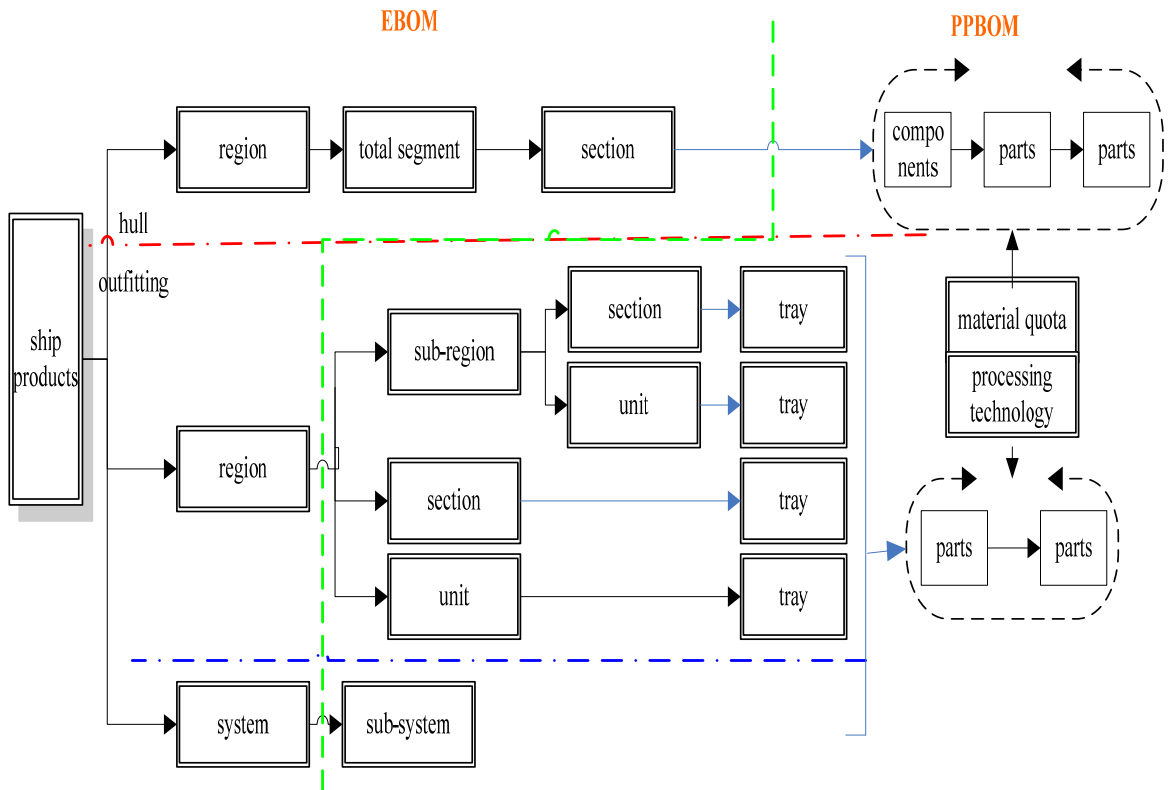 EBOM
PPBOM
region
total segment
section
compo
nents
parts
parts
hull
outfitting
ship
products
section
tray
sub-region
material quota
unit
tray
processing
technology
region
section
tray
parts
parts
unit
tray
system
sub-system